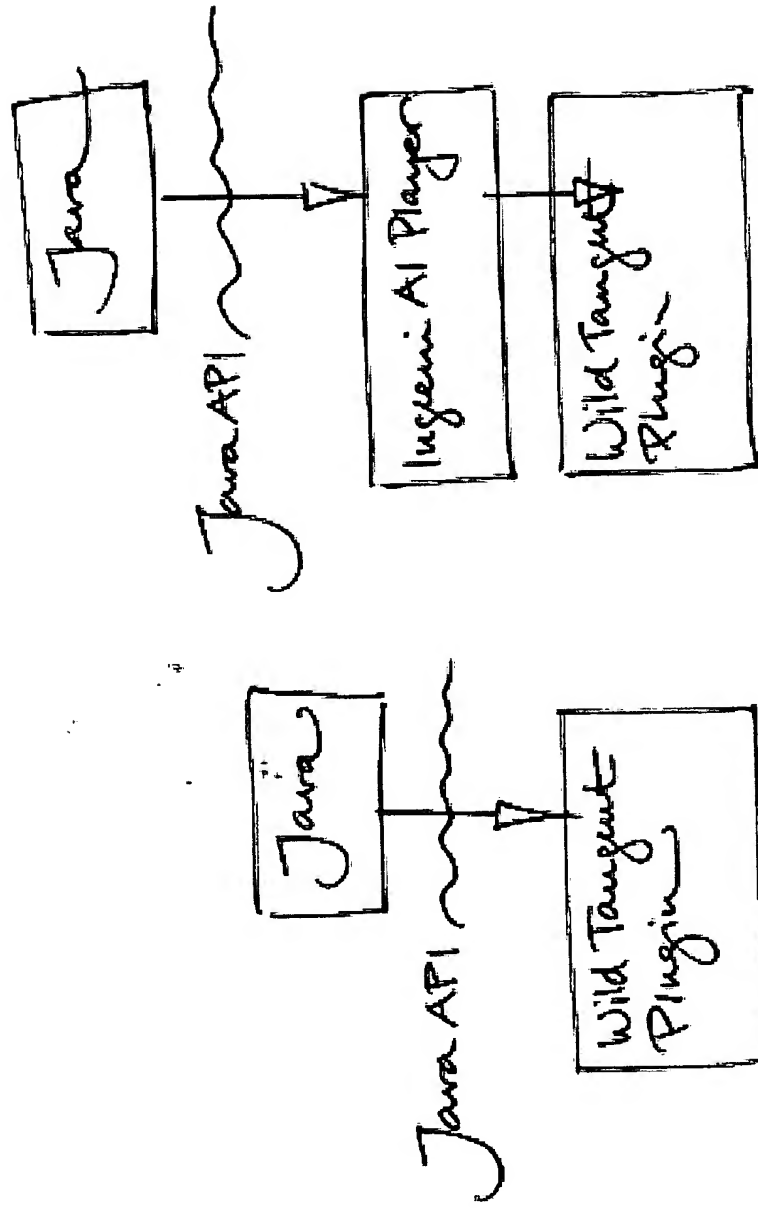 Java
Java API
Wild Tangent
Plugin
Java
Java API
Ingeeni AI Player
Wild Tangent
Plugin